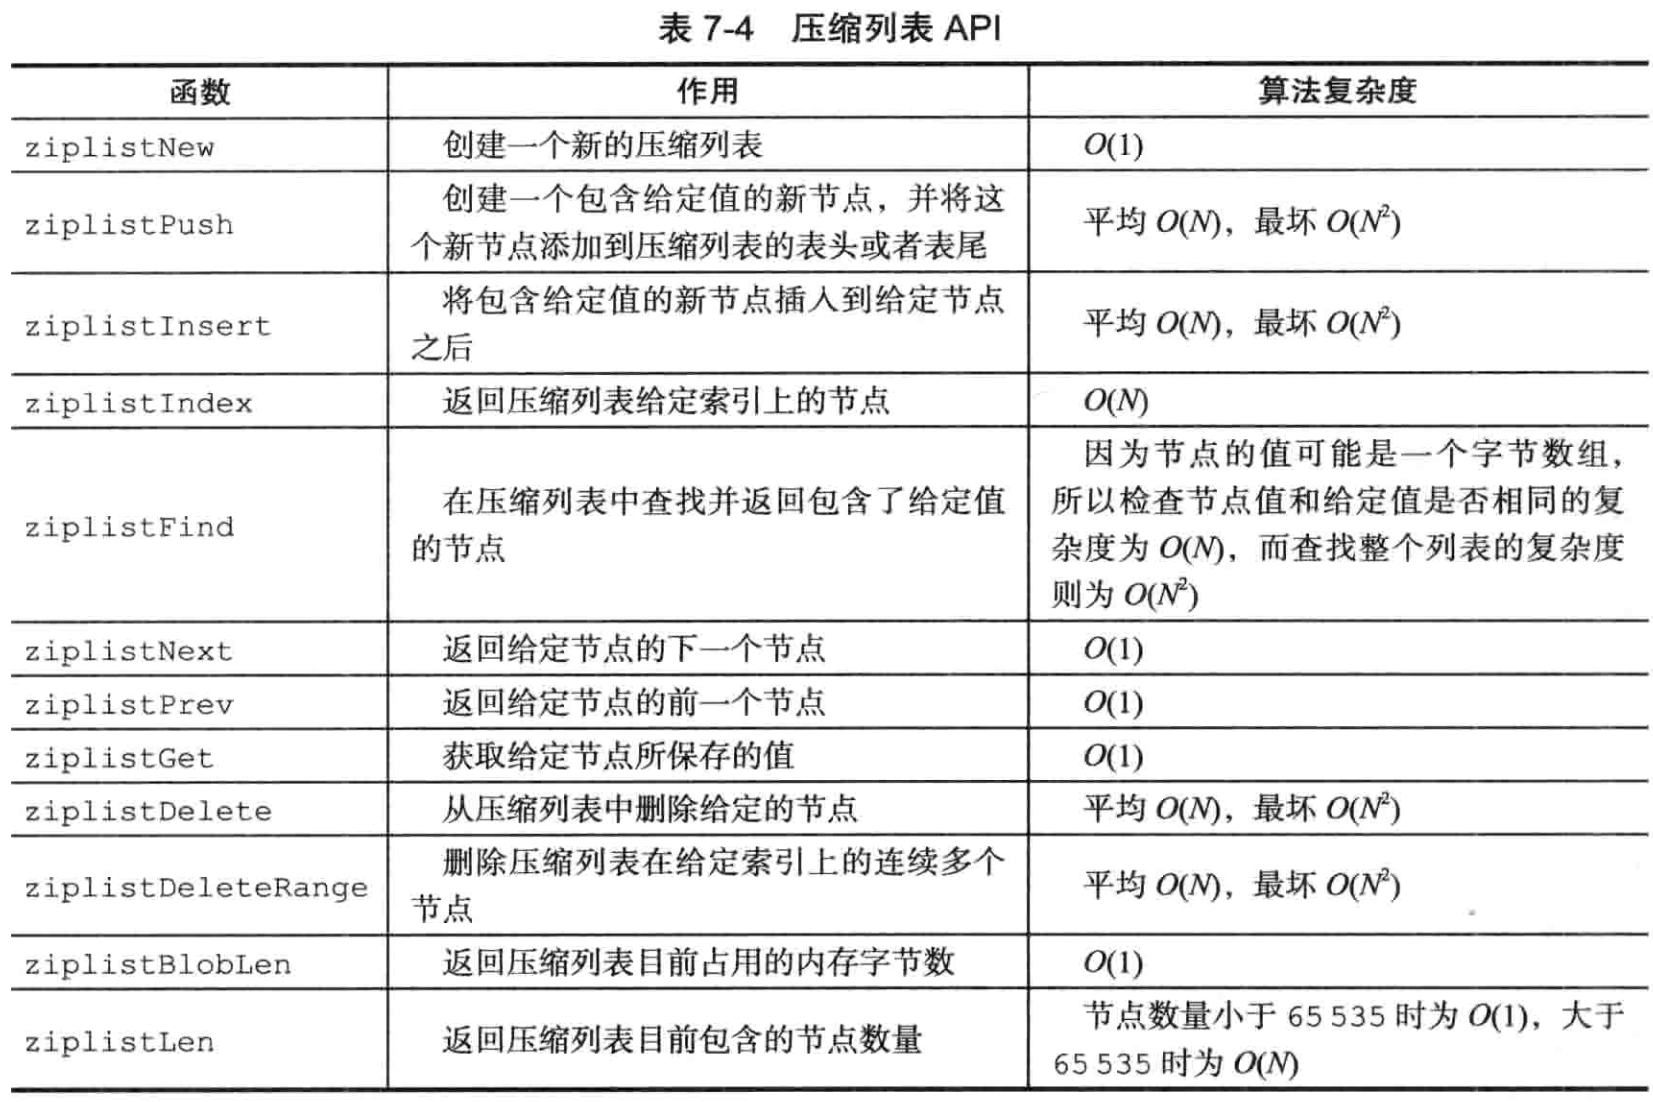 表 7-4 压缩列表 API
函数 作用 算法复杂度
ziplistNew 创建一个新的压缩列表 O(1)
ziplistPush 创建一个包含给定值的新节点，并将这
个新节点添加到压缩列表的表头或者表尾 平均 O(N)，最坏 O(N²)
ziplistInsert 将包含给定值的新节点插入到给定节点
之后 平均 O(N)，最坏 O(N²)
ziplistIndex 返回压缩列表给定索引上的节点 O(N)
ziplistFind 在压缩列表中查找并返回包含了给定值
的节点
因为节点的值可能是一个字节数组，
所以检查节点值和给定值是否相同的复
杂度为 O(N)，而查找整个列表的复杂度
则为 O(N²)
ziplistNext 返回给定节点的下一个节点 O(1)
ziplistPrev 返回给定节点的前一个节点 O(1)
ziplistGet 获取给定节点所保存的值 O(1)
ziplistDelete 从压缩列表中删除给定的节点 平均 O(N)，最坏 O(N²)
ziplistDeleteRange 删除压缩列表在给定索引上的连续多个
节点 平均 O(N)，最坏 O(N²)
ziplistBlobLen 返回压缩列表目前占用的内存字节数 O(1)
ziplistLen 返回压缩列表目前包含的节点数量 节点数量小于 65 535 时为 O(1)，大于
65 535 时为 O(N)